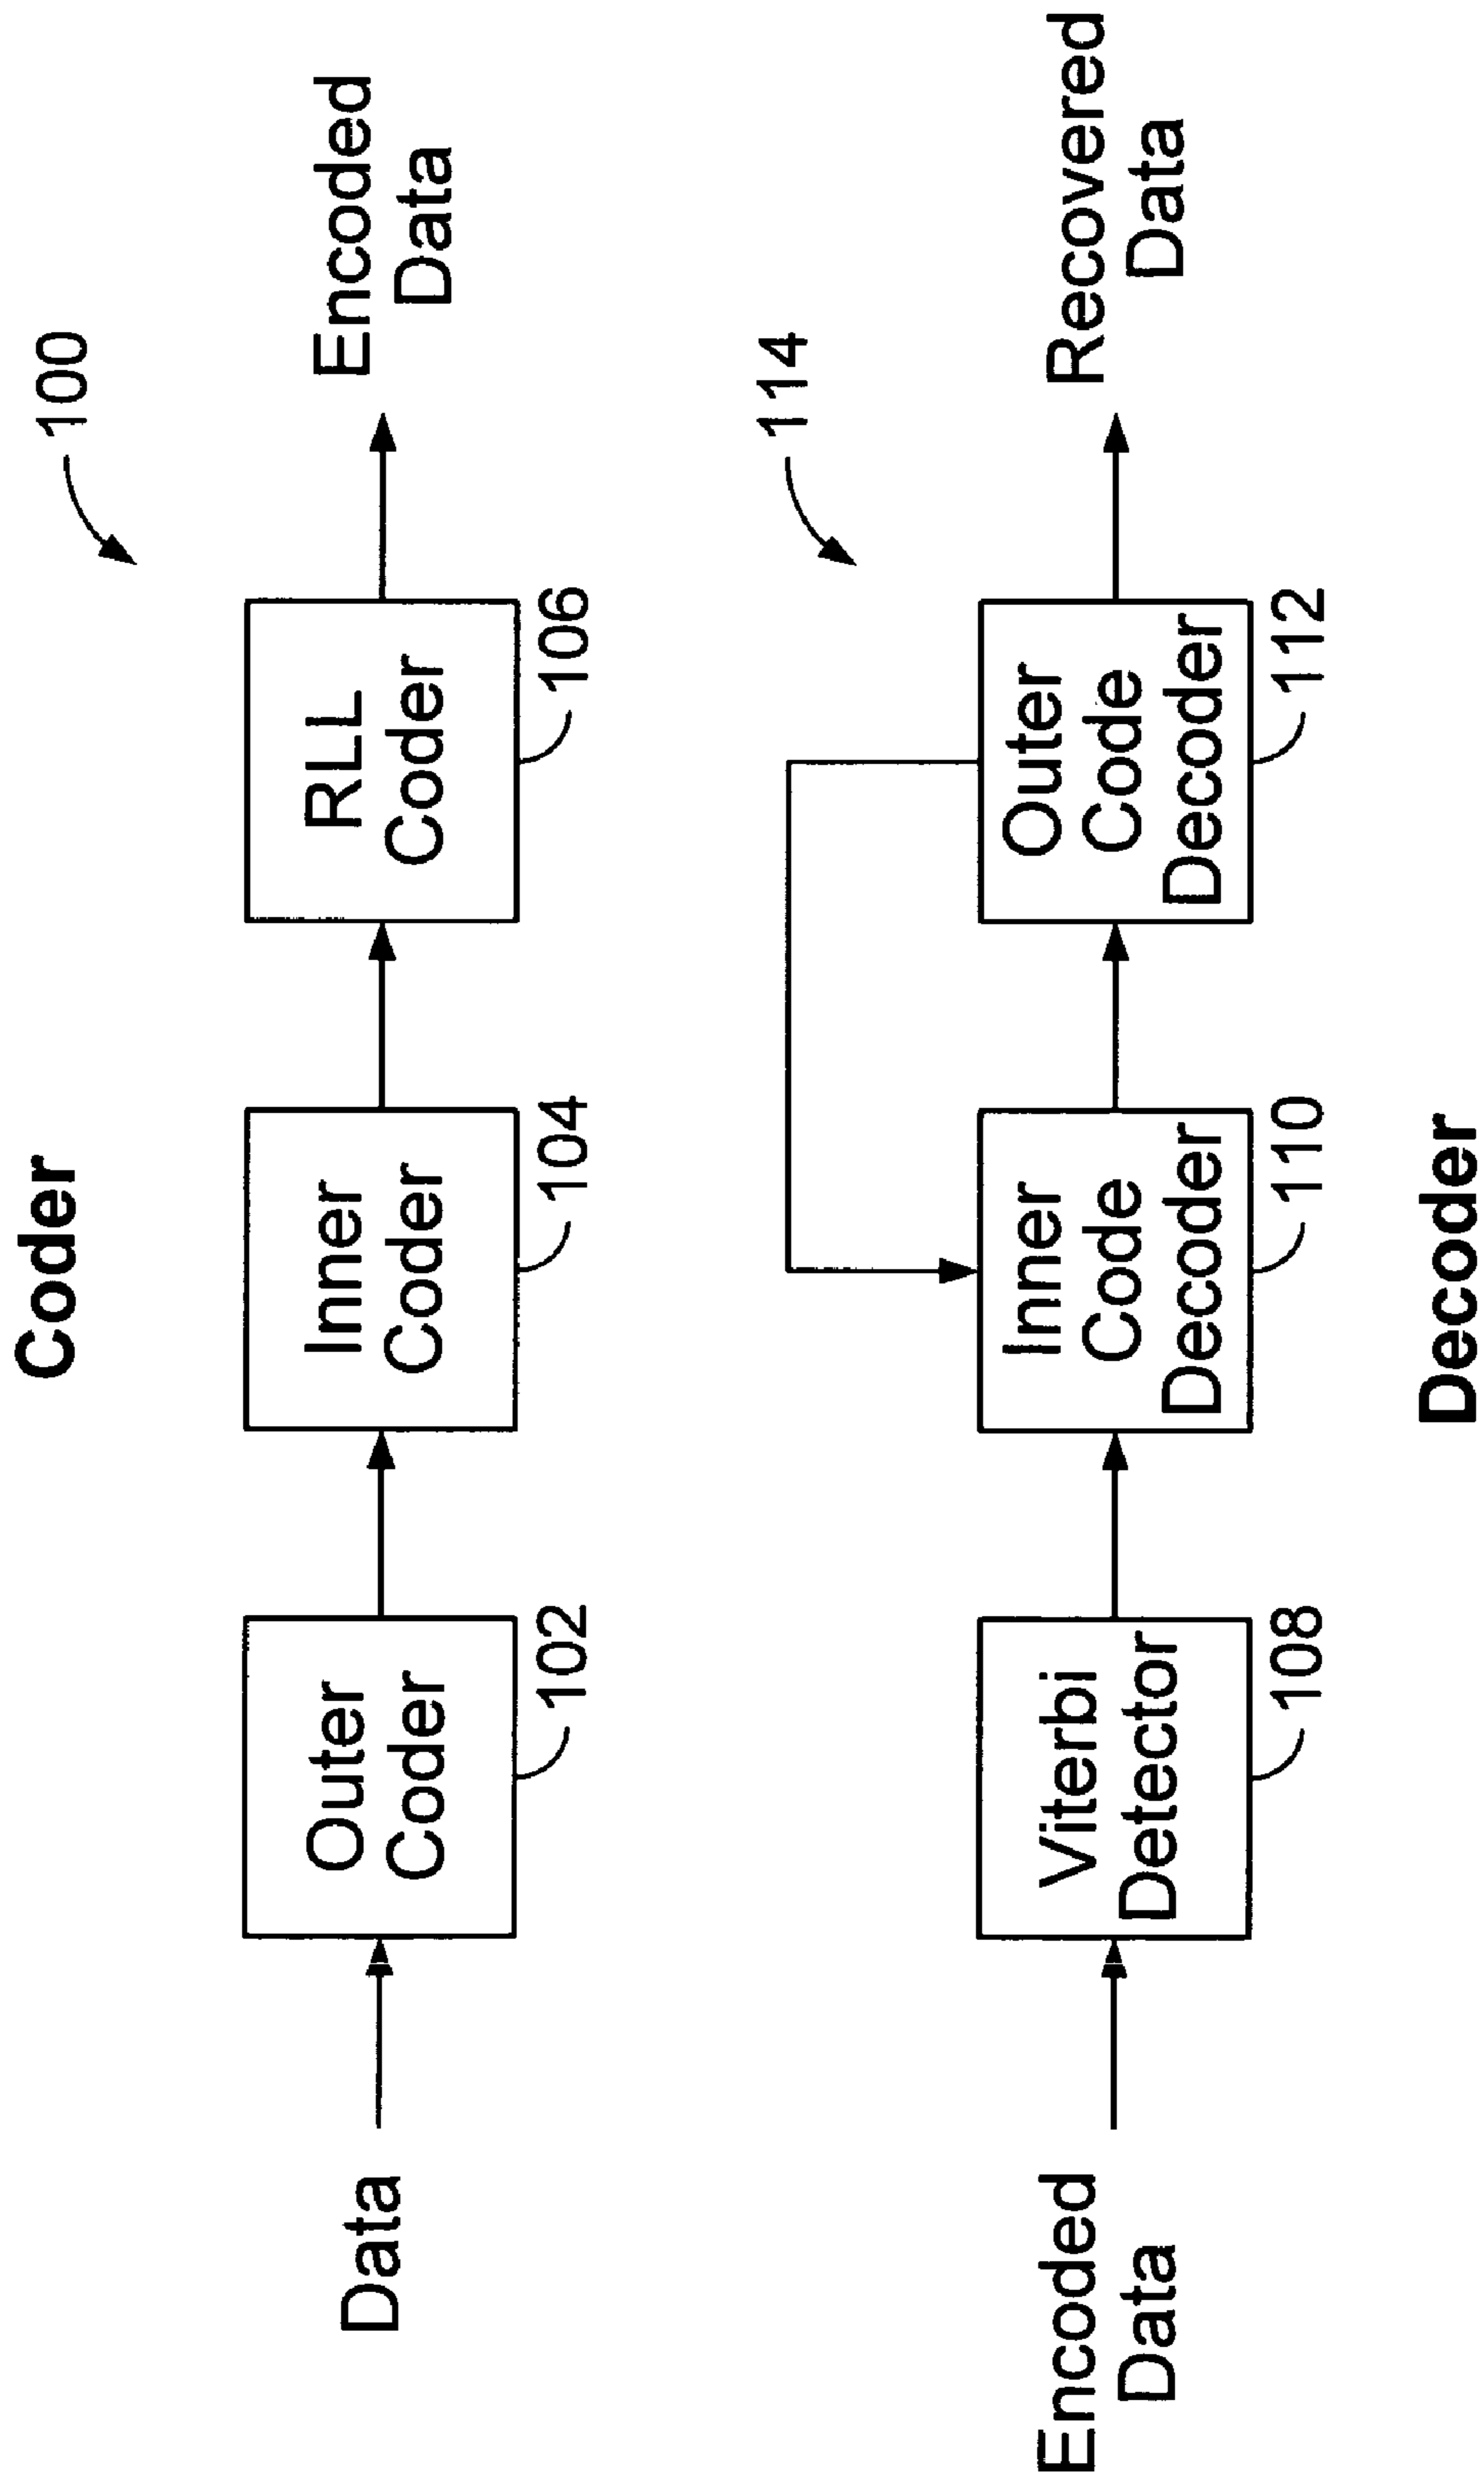 Coder
100
Data
Outer
Coder
102
Inner
Coder
104
RLL
Coder
106
Encoded
Data
114
Encoded
Data
Viterbi
Detector
108
Inner
Code
Decoder
110
Outer
Code
Decoder
112
Recovered
Data
Decoder